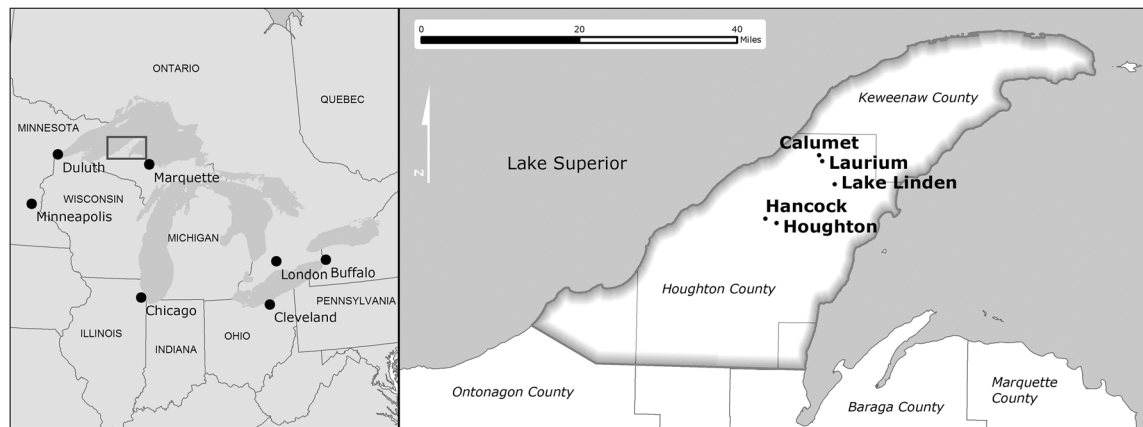 ONTARIO
QUEBEC
MINNESOTA
Duluth
Marquette
WISCONSIN
Minneapolis
MICHIGAN
London
Buffalo
Chicago
Cleveland
PENNSYLVANIA
ILLINOIS
OHIO
INDIANA
0
20
40
Miles
N
Keweenaw County
Lake Superior
Calumet
Laurium
Lake Linden
Hancock
Houghton
Houghton County
Ontonagon County
Baraga County
Marquette
County